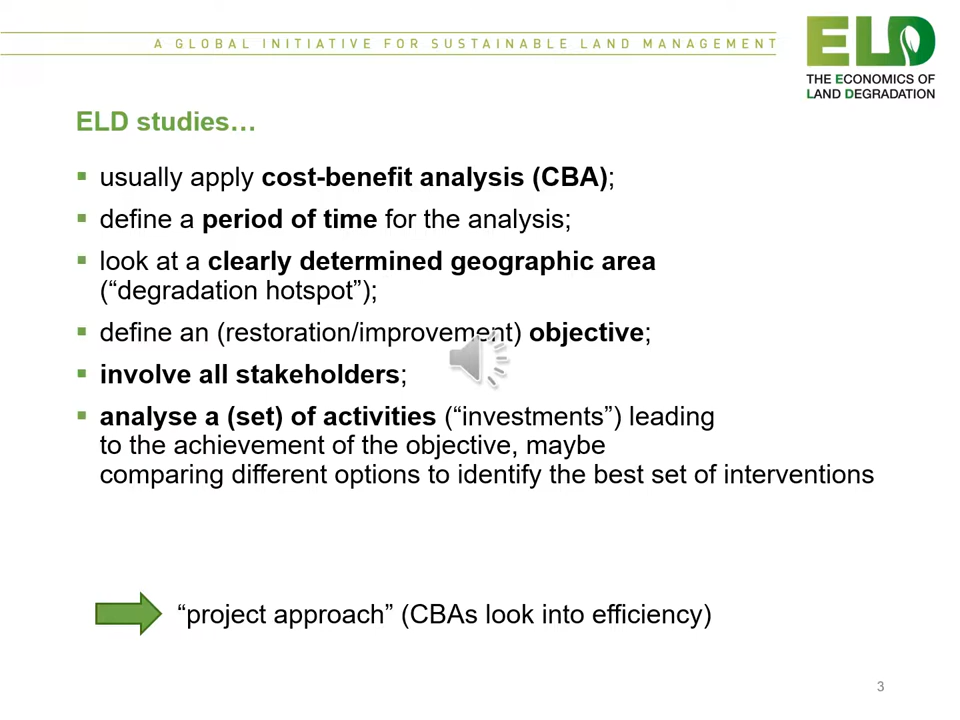 A GLOBAL INITIATIVE FOR SUSTAINABLE LAND MANAGEMENT
ELD
THE ECONOMICS OF
LAND DEGRADATION
ELD studies…
▪ usually apply cost-benefit analysis (CBA);
▪ define a period of time for the analysis;
▪ look at a clearly determined geographic area
(“degradation hotspot”);
▪ define an (restoration/improvement) objective;
▪ involve all stakeholders;
▪ analyse a (set) of activities (“investments”) leading
to the achievement of the objective, maybe
comparing different options to identify the best set of interventions
“project approach” (CBAs look into efficiency)
3